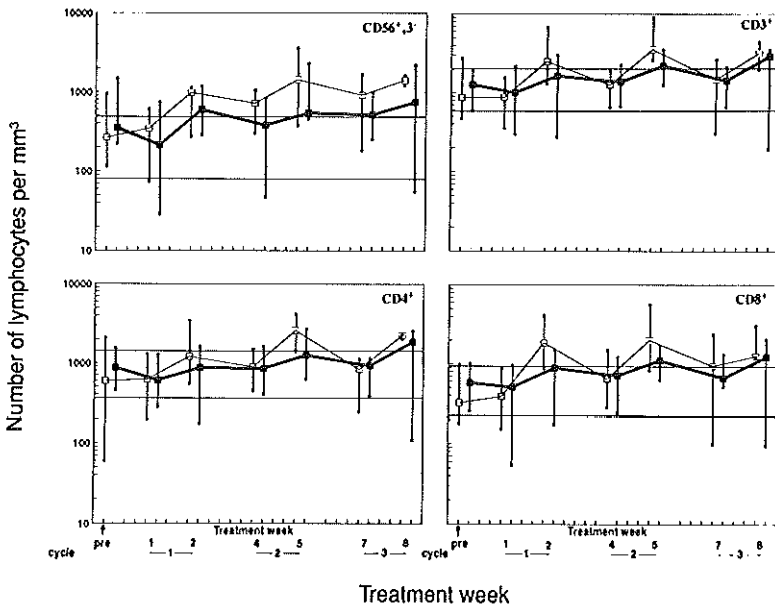 CD56⁺,3⁻
CD3⁺
10000
1000
100
10
Number of lymphocytes per mm³
CD4⁺
CD8⁺
10000
1000
100
10
pre 1 2 4 5 7 8
Treatment week
cycle —1— —2— —3—
pre 1 2 4 5 7 8
Treatment week
cycle —1— —2— 3
Treatment week